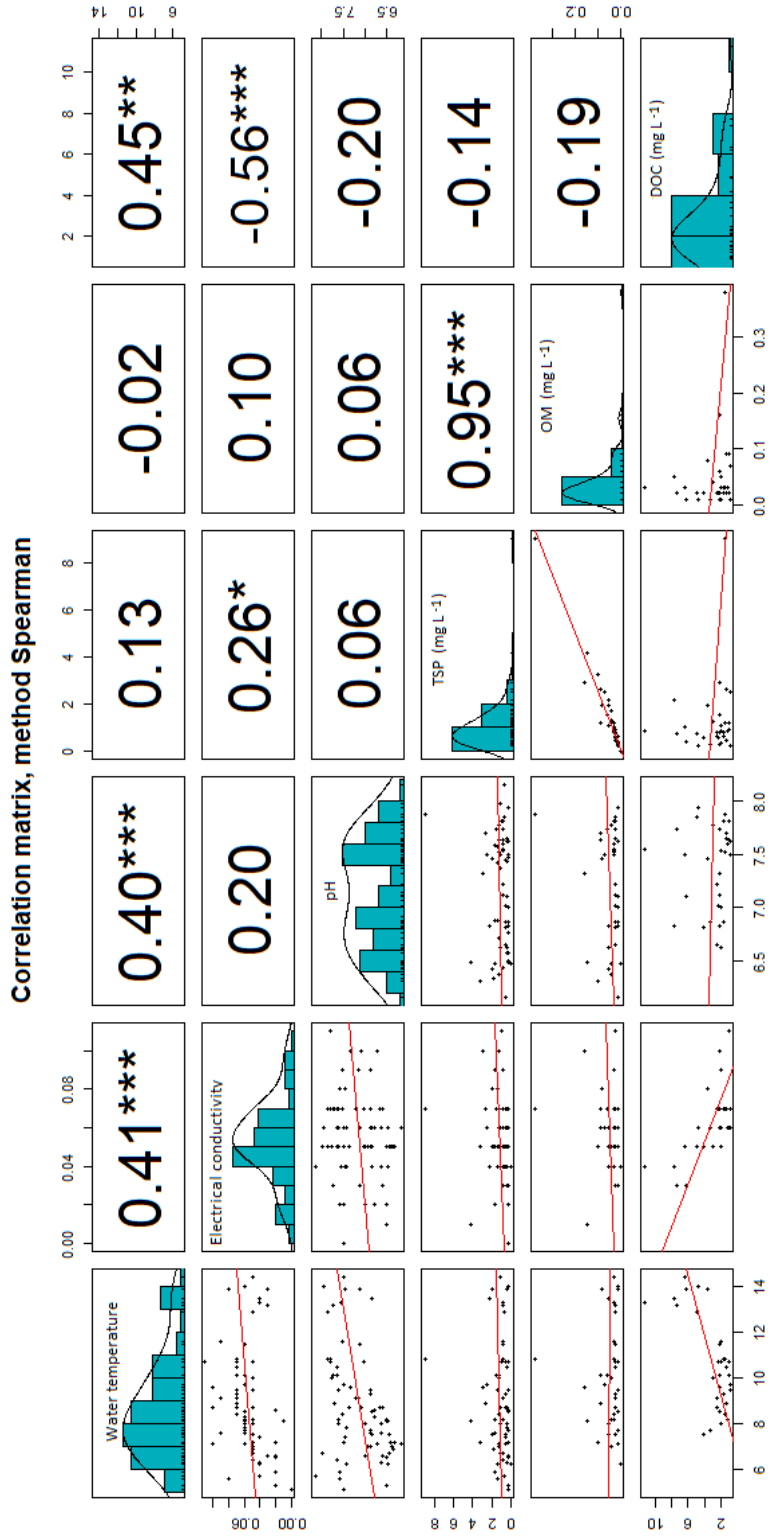 Correlation matrix, method Spearman
0.00 0.04 0.08
0 2 4 6 8
2 4 6 8 10
Water temperature
0.41***
0.40***
0.13
-0.02
0.45**
6 10 14
0.00 0.06
Electrical conductivity
0.20
0.26*
0.10
-0.56***
pH
0.06
0.06
-0.20
6.5 7.5
0 2 4 6 8
TSP (mg L-1)
0.95***
-0.14
OM (mg L-1)
-0.19
0.0 0.2
2 6 10
DOC (mg L-1)
6 8 10 12 14
6.5 7.0 7.5 8.0
0.0 0.1 0.2 0.3